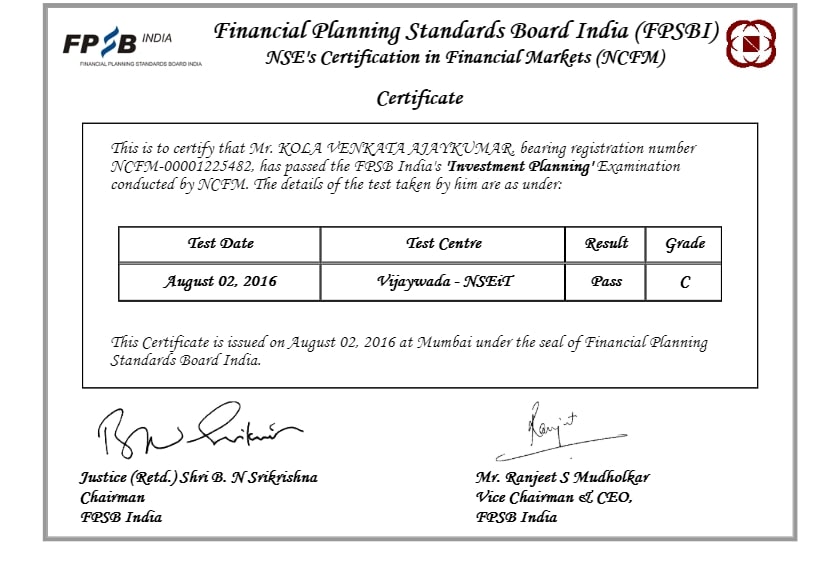 FPSB INDIA
FINANCIAL PLANNING STANDARDS BOARD INDIA
Financial Planning Standards Board India (FPSBI)
NSE's Certification in Financial Markets (NCFM)
Certificate
This is to certify that Mr. KOLA VENKATA AJAYKUMAR, bearing registration number
NCFM-00001225482, has passed the FPSB India's 'Investment Planning' Examination
conducted by NCFM. The details of the test taken by him are as under:
Test Date Test Centre Result Grade
August 02, 2016 Vijaywada - NSEiT Pass C
This Certificate is issued on August 02, 2016 at Mumbai under the seal of Financial Planning
Standards Board India.
Ranjit
Justice (Retd.) Shri B. N Srikrishna
Chairman
FPSB India
Mr. Ranjeet S Mudholkar
Vice Chairman & CEO,
FPSB India